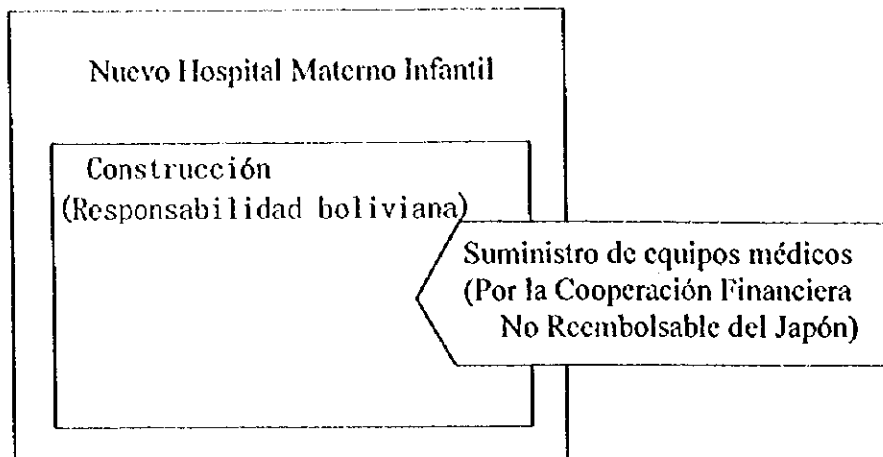 Nuevo Hospital Materno Infantil
Construcción
(Responsabilidad boliviana)
Suministro de equipos médicos
(Por la Cooperación Financiera
No Reembolsable del Japón)